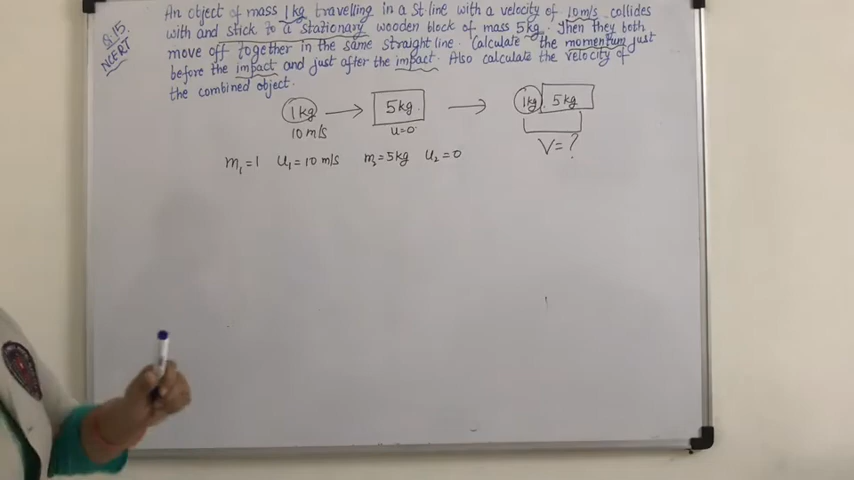 Q.15
NCERT
An object of mass 1kg travelling in a St line with a velocity of 10 m/s collides
with and stick to a stationary wooden block of mass 5kg. Then they both
move off together in the same straight line. Calculate the momentum just
before the impact and just after the impact. Also calculate the velocity of
the combined object.
1kg → 5kg → 1kg 5kg
10 m/s u=0
V=?
m₁=1 u₁=10 m/s m₂=5kg u₂=0